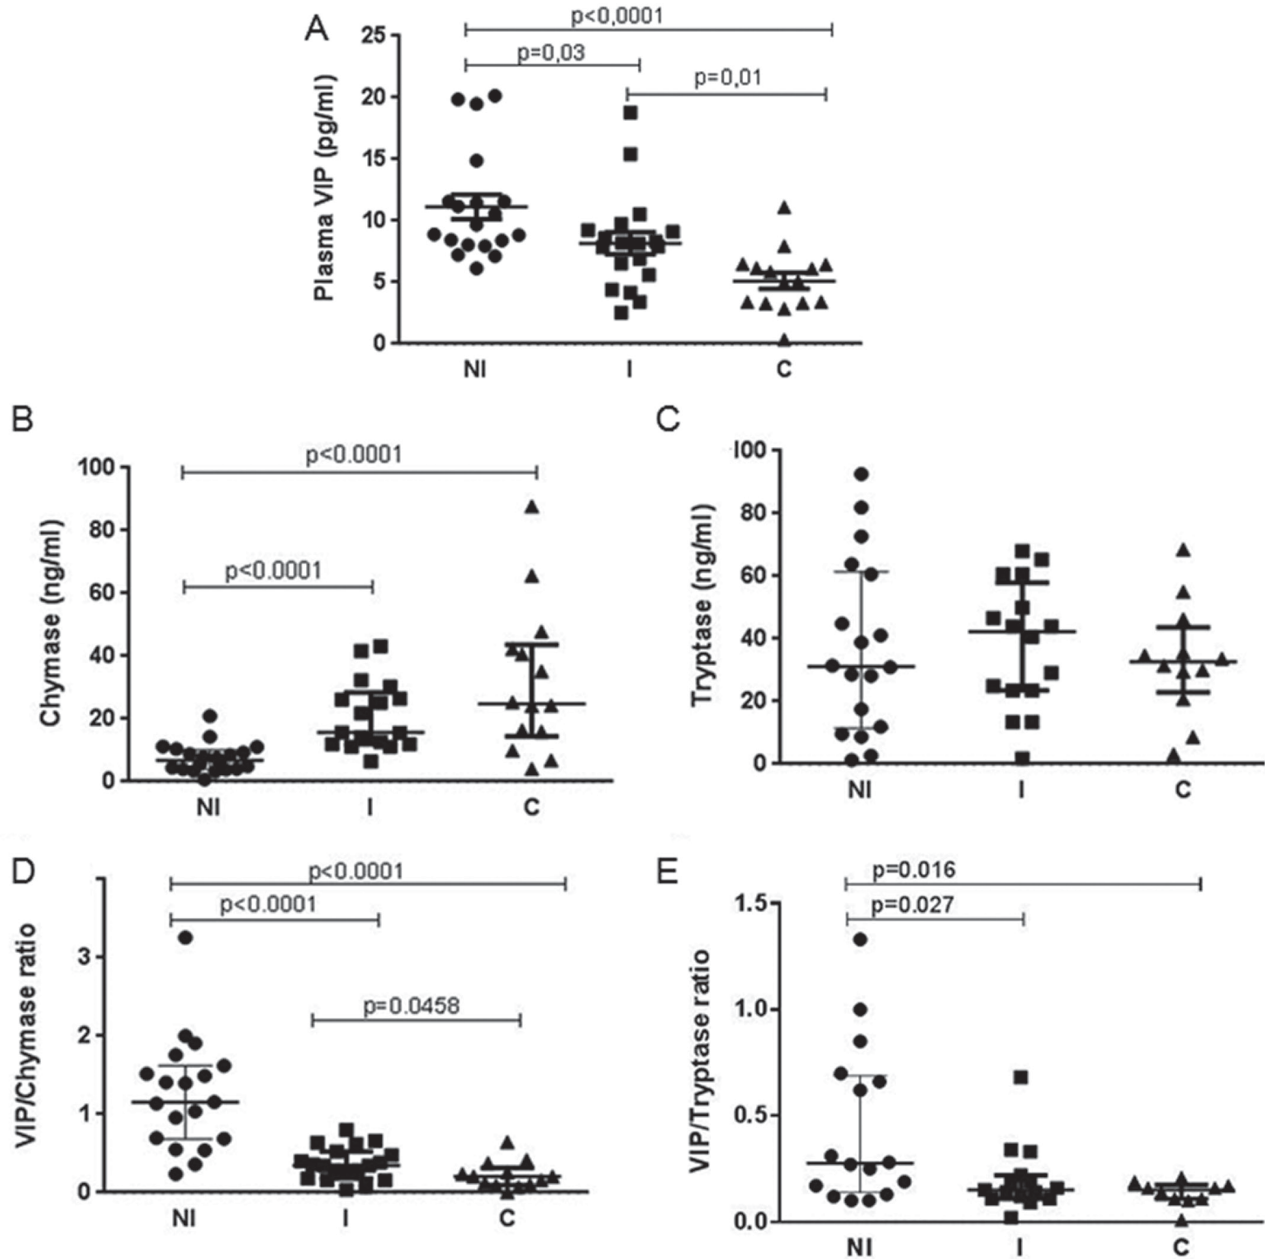 A
p<0,0001
p=0,03
p=0,01
Plasma VIP (pg/ml)
25
20
15
10
5
0
NI I C
B
p<0.0001
p<0.0001
Chymase (ng/ml)
100
80
60
40
20
0
NI I C
C
Tryptase (ng/ml)
100
80
60
40
20
0
NI I C
D
p<0.0001
p<0.0001
p=0.0458
VIP/Chymase ratio
3
2
1
0
NI I C
E
p=0.016
p=0.027
VIP/Tryptase ratio
1.5
1.0
0.5
0.0
NI I C